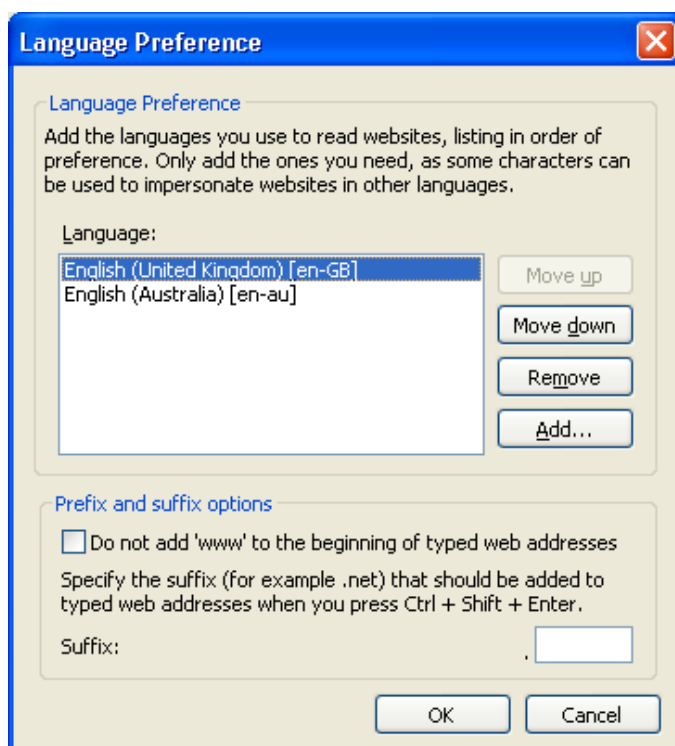 Language Preference
Language Preference
Add the languages you use to read websites, listing in order of
preference. Only add the ones you need, as some characters can
be used to impersonate websites in other languages.
Language:
English (United Kingdom) [en-GB]
English (Australia) [en-au]
Move up
Move down
Remove
Add...
Prefix and suffix options
Do not add 'www' to the beginning of typed web addresses
Specify the suffix (for example .net) that should be added to
typed web addresses when you press Ctrl + Shift + Enter.
Suffix: .
OK Cancel